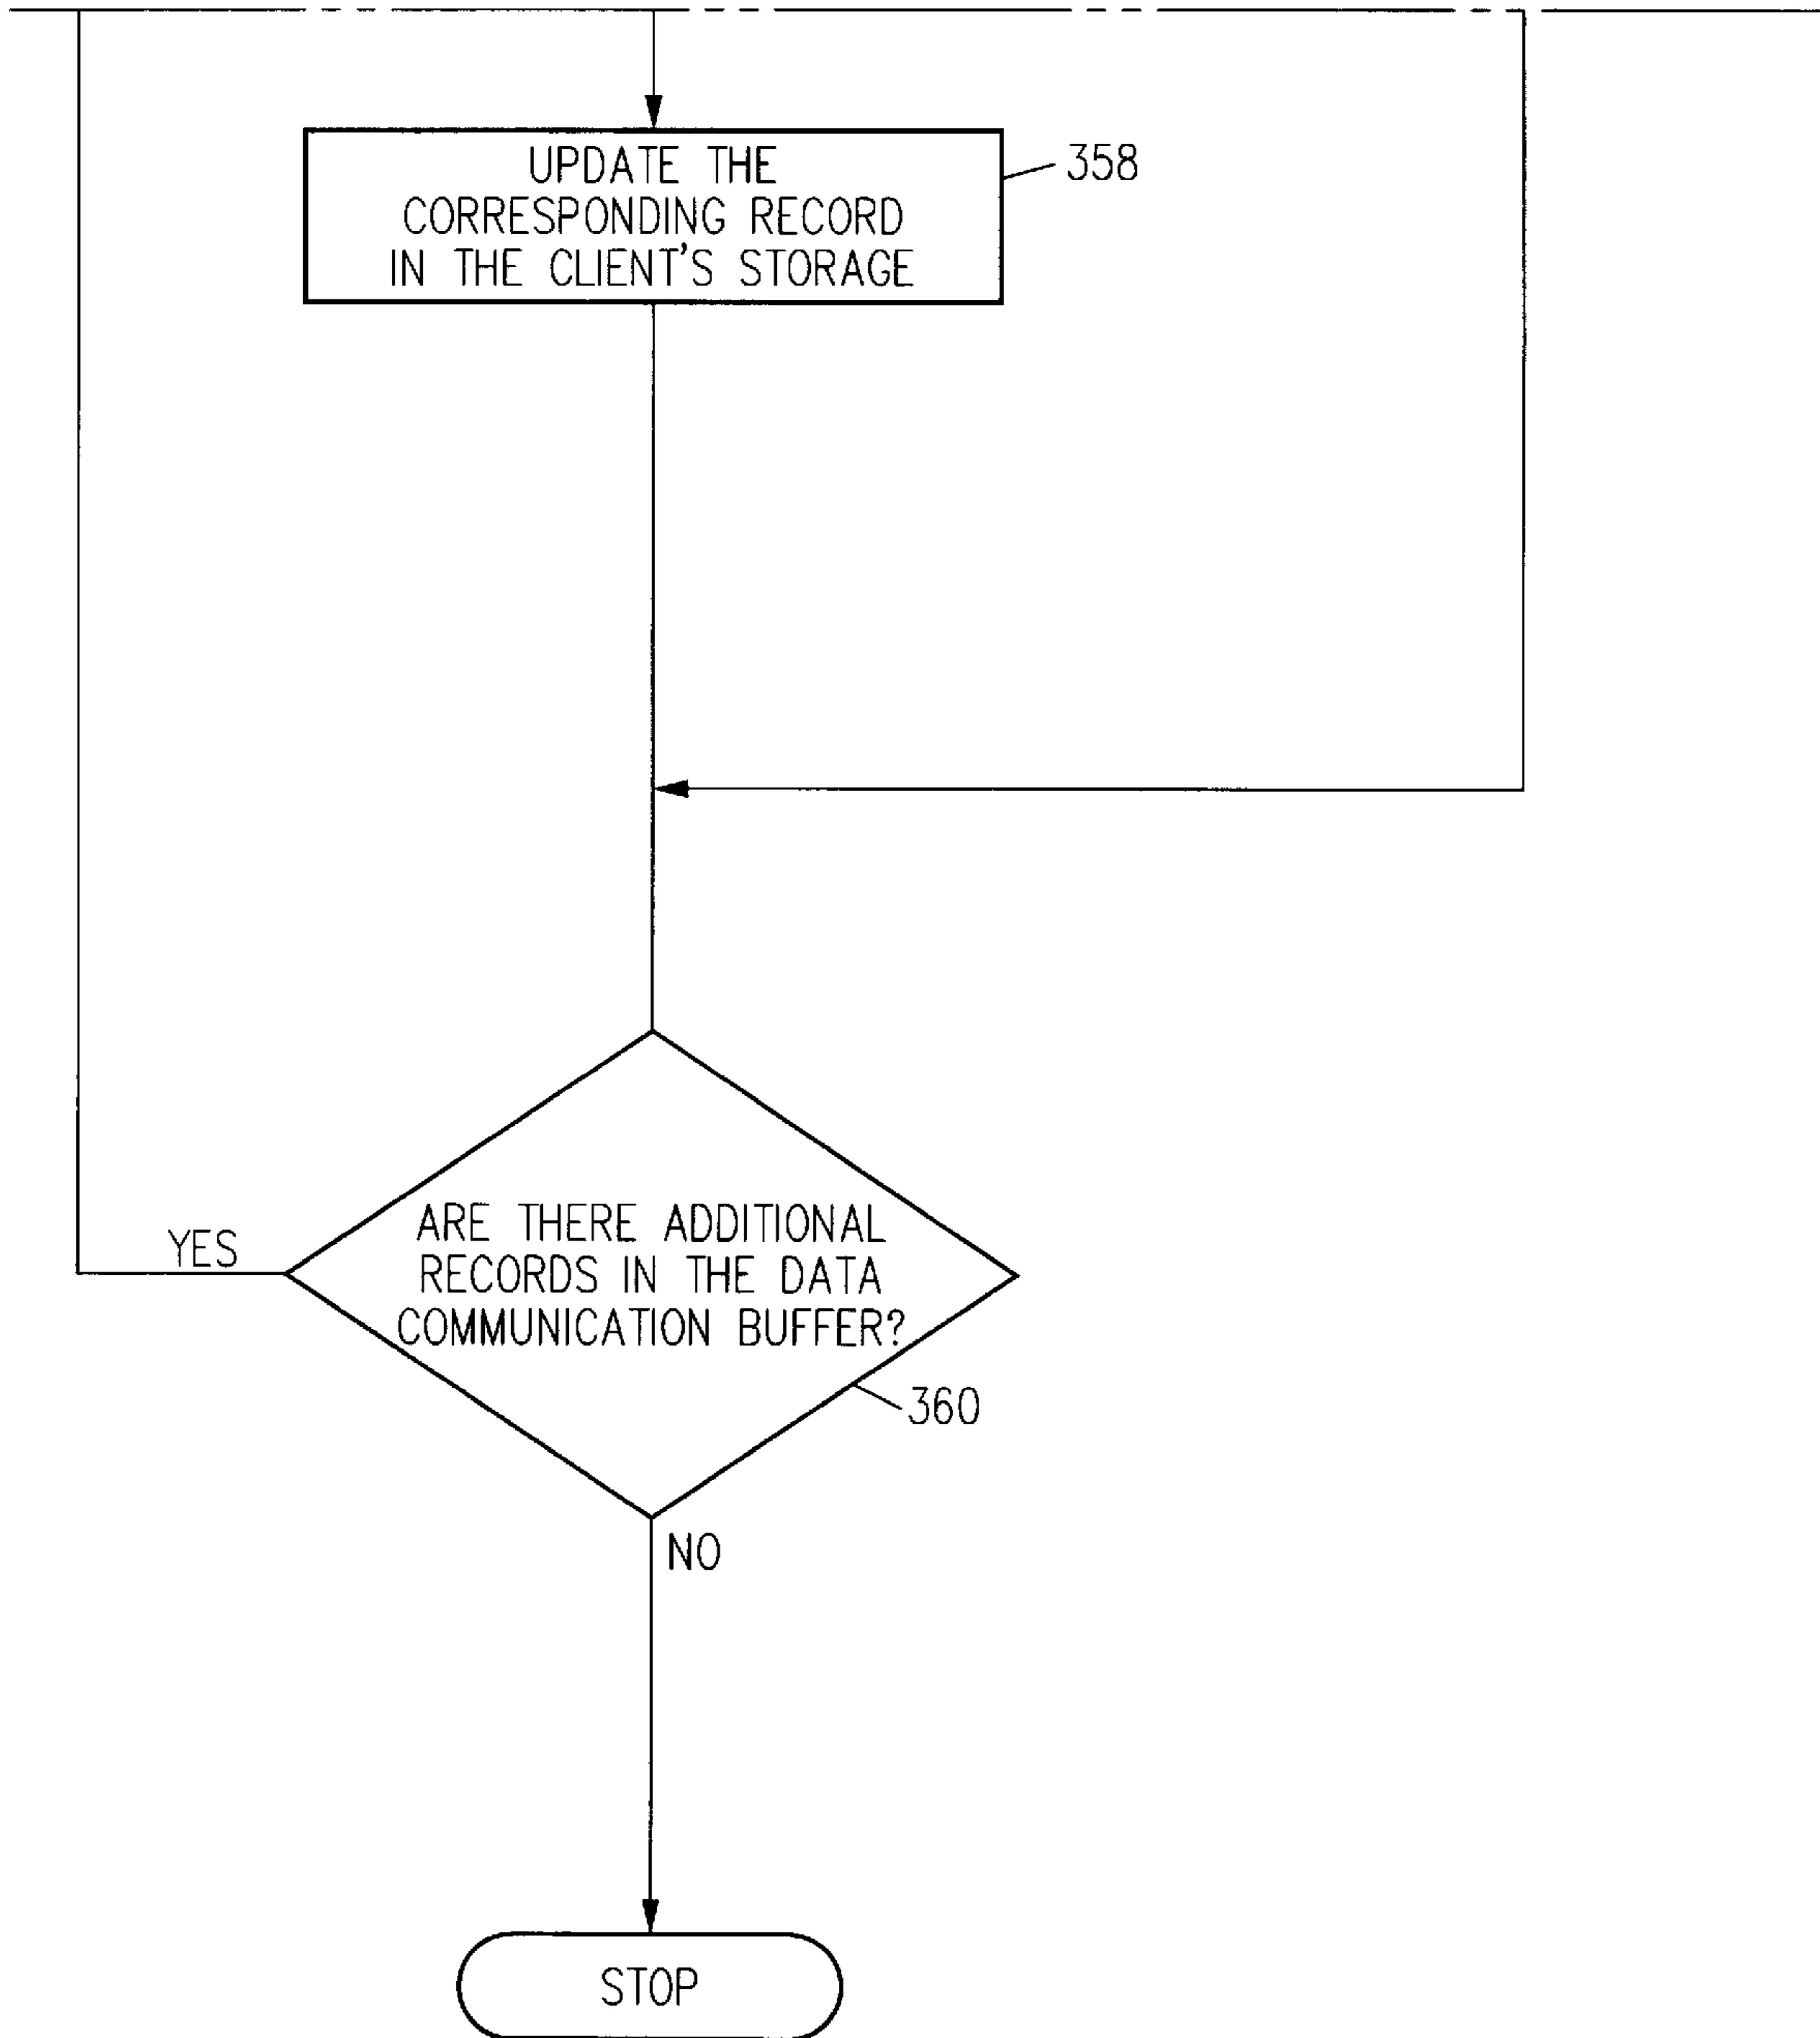 UPDATE THE
CORRESPONDING RECORD
IN THE CLIENT'S STORAGE
358
ARE THERE ADDITIONAL
RECORDS IN THE DATA
COMMUNICATION BUFFER?
YES
360
NO
STOP